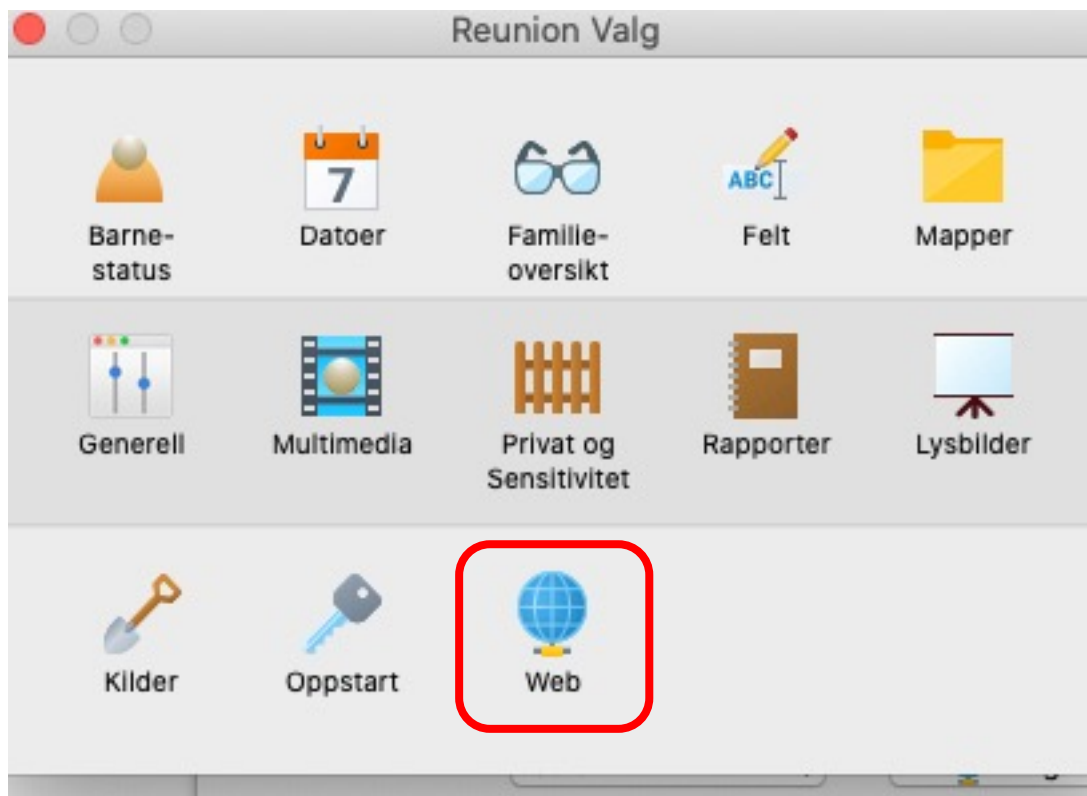 Reunion Valg
7
ABC
Barne-
status
Datoer
Familie-
oversikt
Felt
Mapper
Generell
Multimedia
Privat og
Sensitivitet
Rapporter
Lysbilder
Kilder
Oppstart
Web